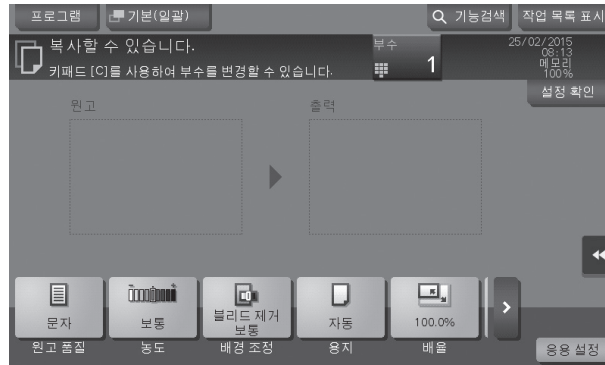 프로그램
기본(일괄)
기능검색
작업 목록 표시
복사할 수 있습니다.
키패드 [C]를 사용하여 부수를 변경할 수 있습니다.
부수
1
25/02/2015
08:13
메모리
100%
설정 확인
원고
출력
문자
보통
블리드 제거
보통
자동
100.0%
원고 품질
농도
배경 조정
용지
배율
응용 설정